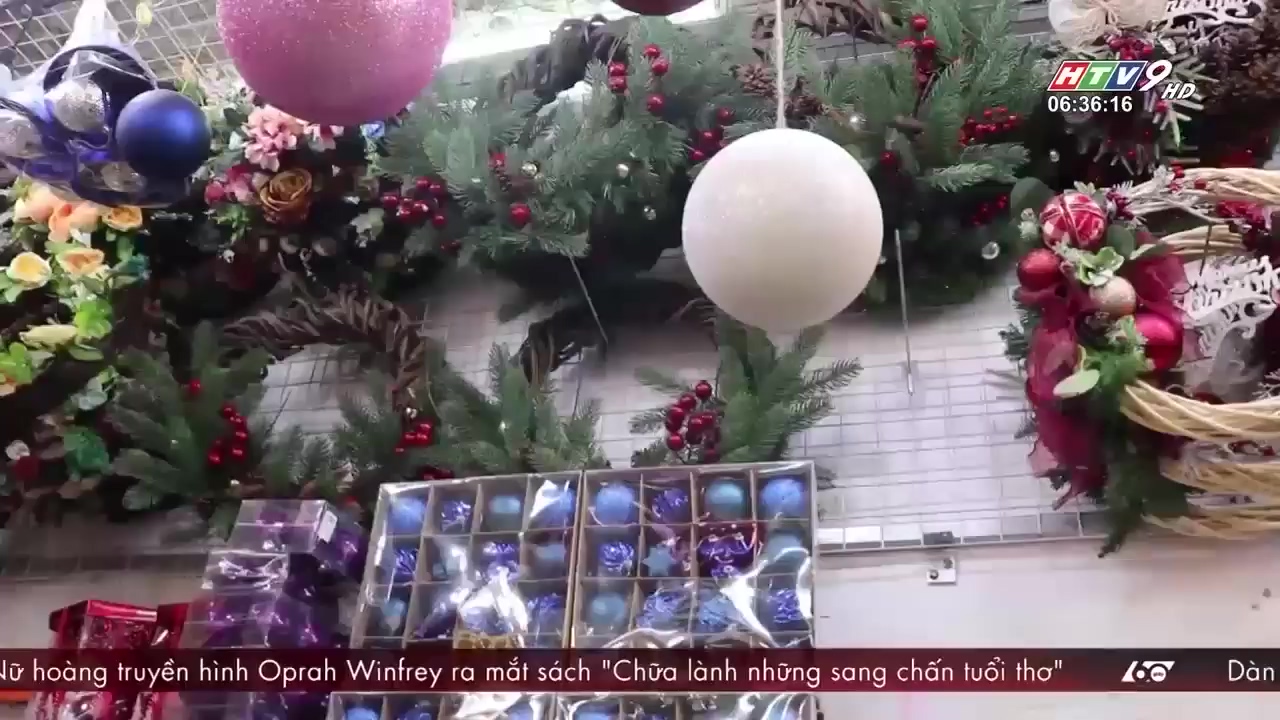 HTV9 HD
06:36:16
Nữ hoàng truyền hình Oprah Winfrey ra mắt sách "Chữa lành những sang chấn tuổi thơ"
Dàn